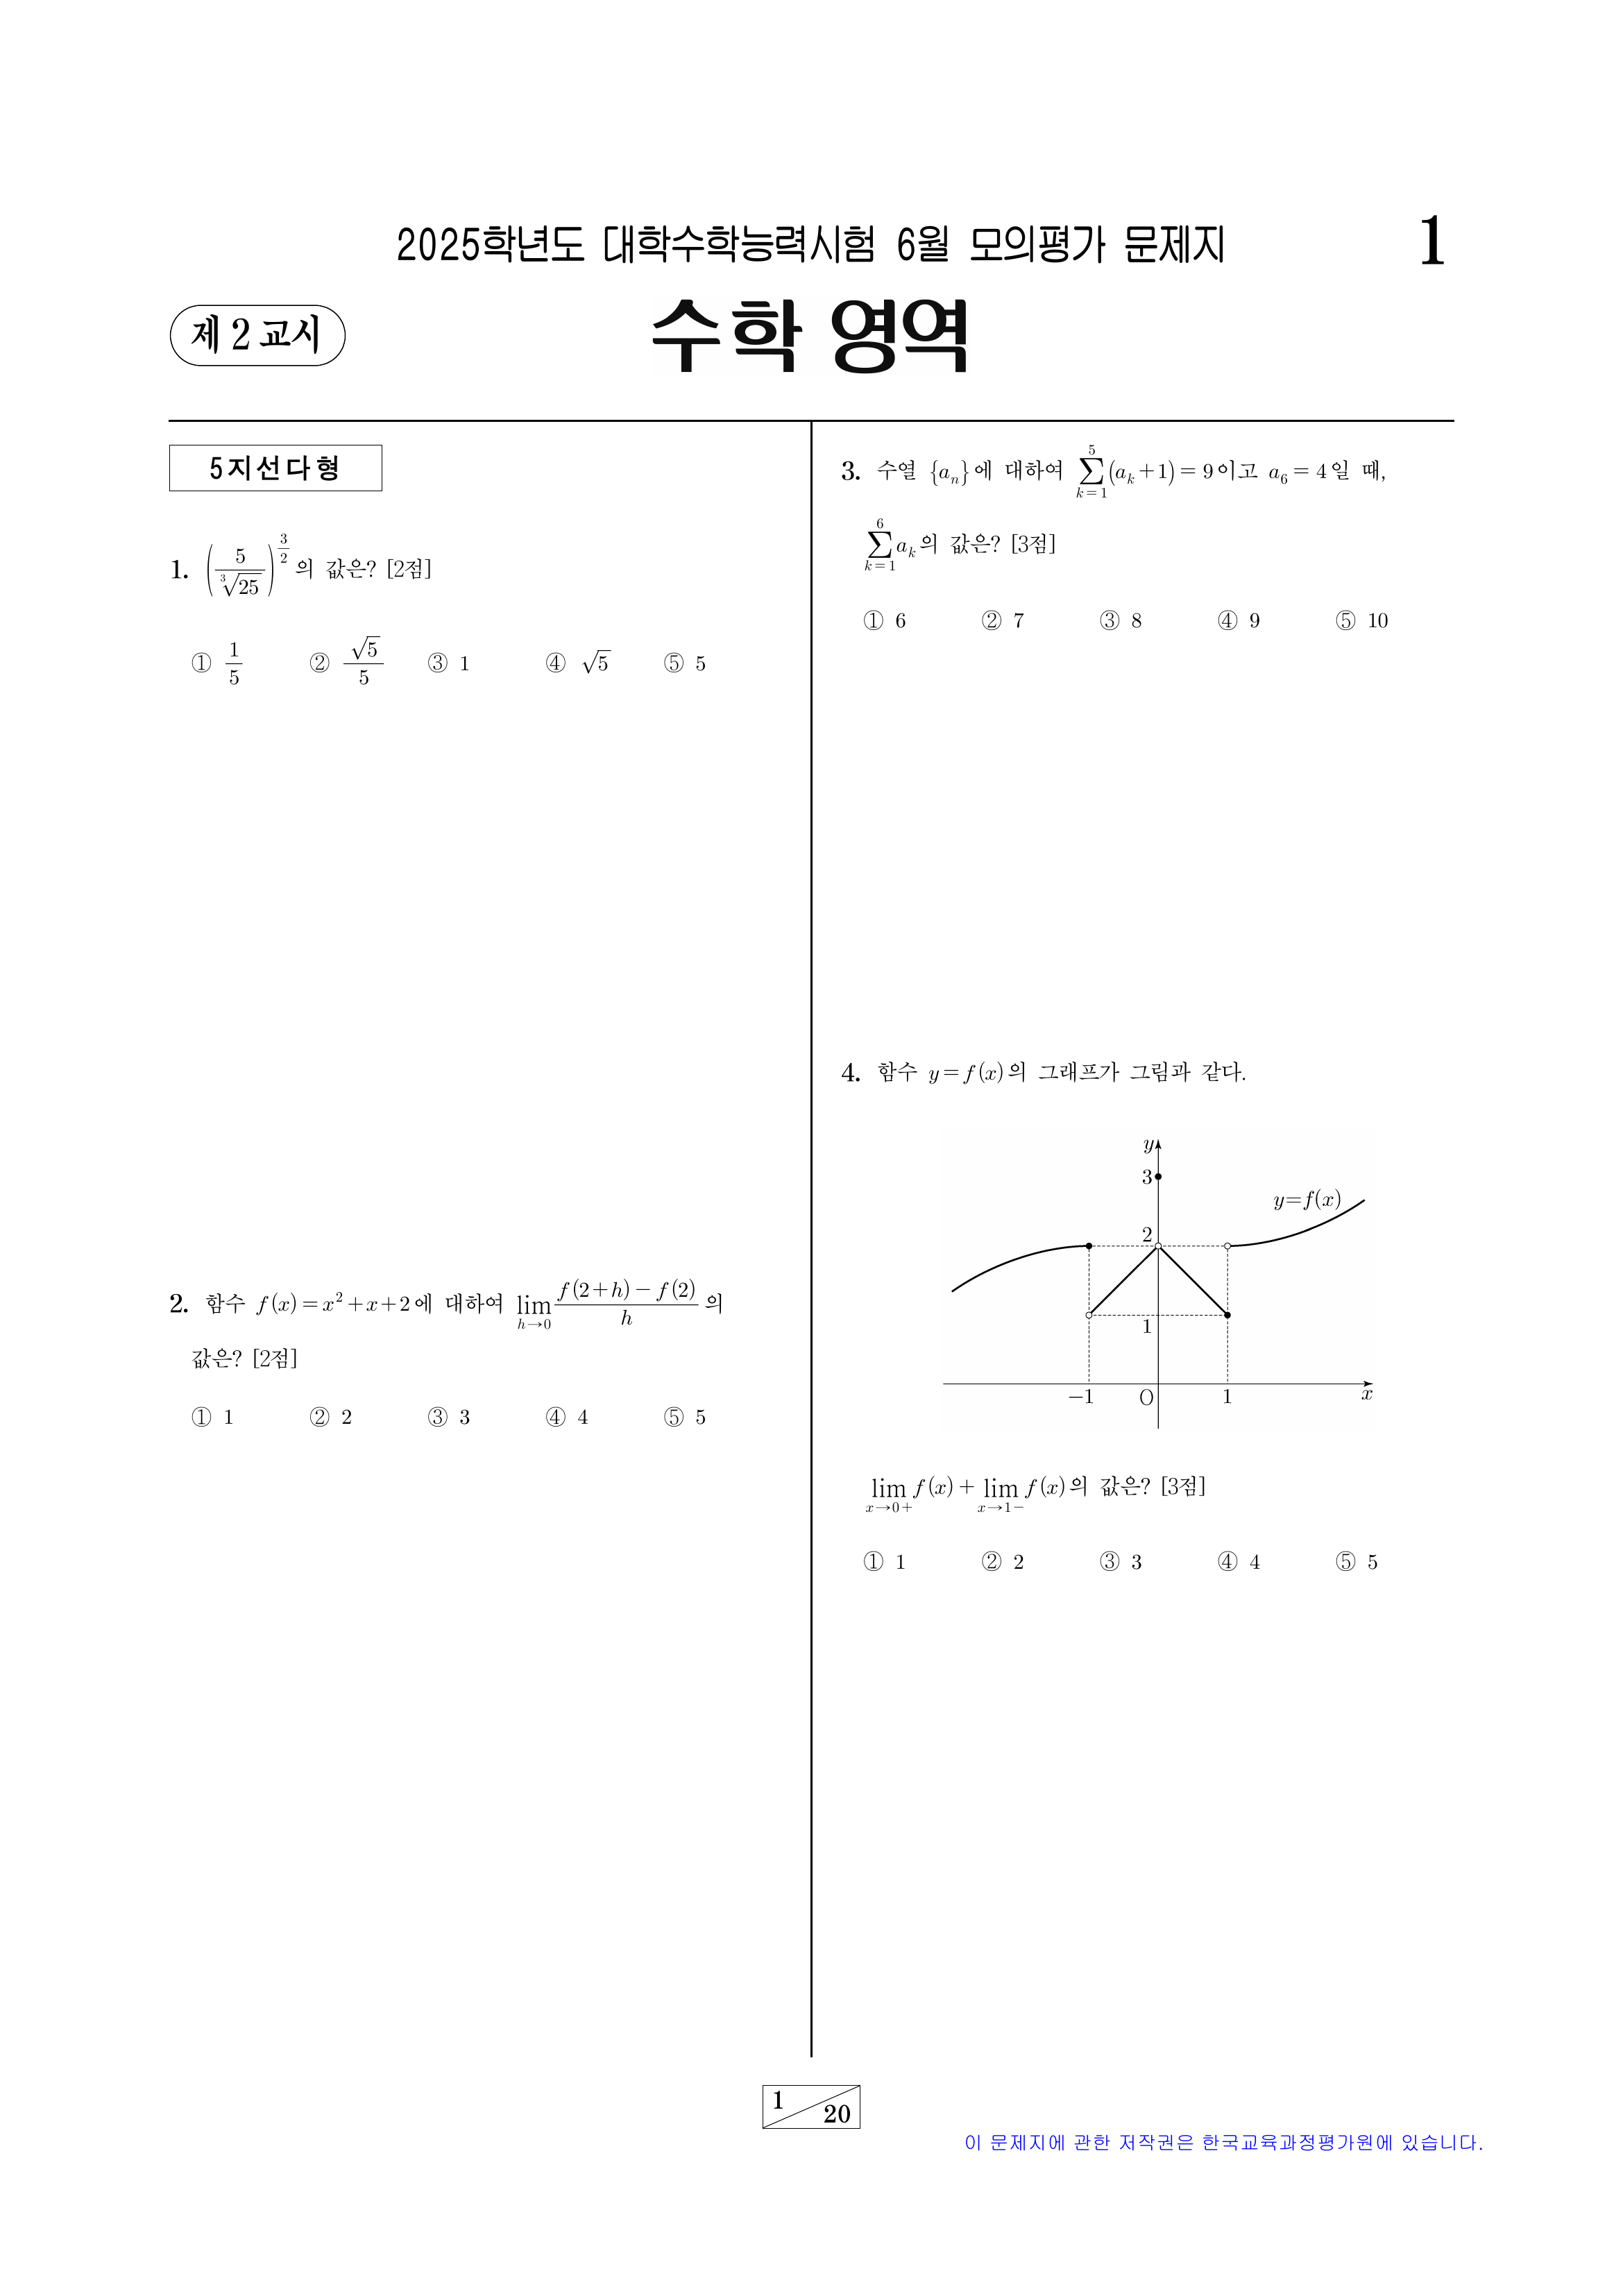 2025학년도 대학수학능력시험 6월 모의평가 문제지
1
제 2 교시
수학 영역
5지선다형
1. $\left(\dfrac{5}{\sqrt[3]{25}}\right)^{\frac{3}{2}}$의 값은? [2점]
① $\dfrac{1}{5}$ ② $\dfrac{\sqrt{5}}{5}$ ③ 1 ④ $\sqrt{5}$ ⑤ 5
2. 함수 $f(x)=x^2+x+2$에 대하여 $\lim_{h\to 0}\dfrac{f(2+h)-f(2)}{h}$의
값은? [2점]
① 1 ② 2 ③ 3 ④ 4 ⑤ 5
3. 수열 $\{a_n\}$에 대하여 $\sum_{k=1}^{5}(a_k+1)=9$이고 $a_6=4$일 때,
$\sum_{k=1}^{6}a_k$의 값은? [3점]
① 6 ② 7 ③ 8 ④ 9 ⑤ 10
4. 함수 $y=f(x)$의 그래프가 그림과 같다.
y
3
y=f(x)
2
1
−1 O 1 x
$\lim_{x\to 0+}f(x)+\lim_{x\to 1-}f(x)$의 값은? [3점]
① 1 ② 2 ③ 3 ④ 4 ⑤ 5
1
20
이 문제지에 관한 저작권은 한국교육과정평가원에 있습니다.